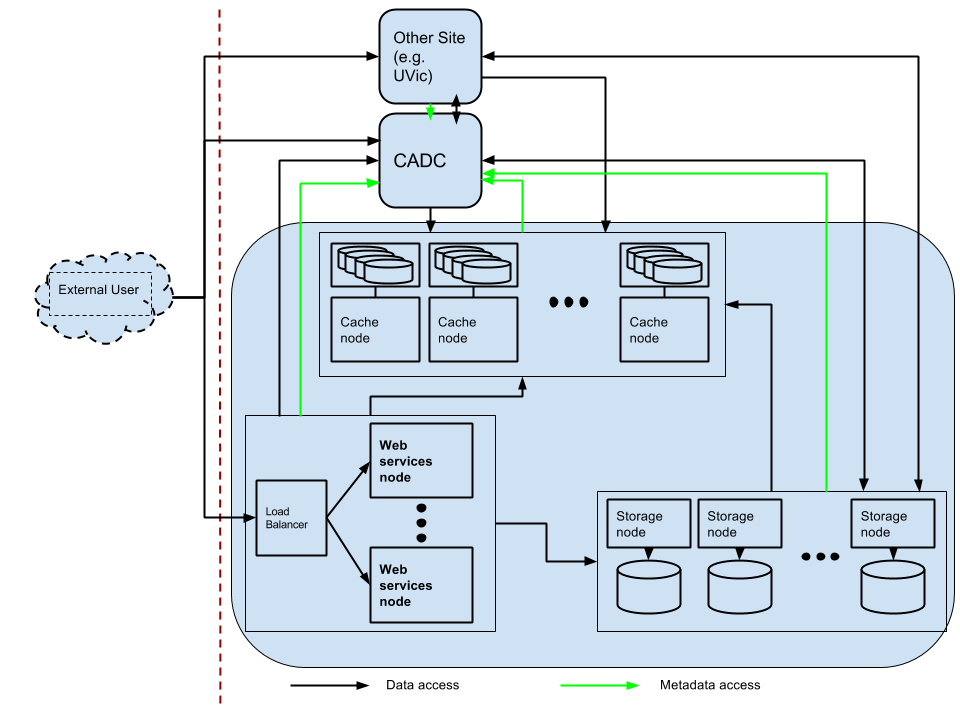 Other Site
(e.g.
UVic)
CADC
External User
Cache
node
Cache
node
Cache
node
Web
services
node
Load
Balancer
Web
services
node
Storage
node
Storage
node
Storage
node
Data access
Metadata access